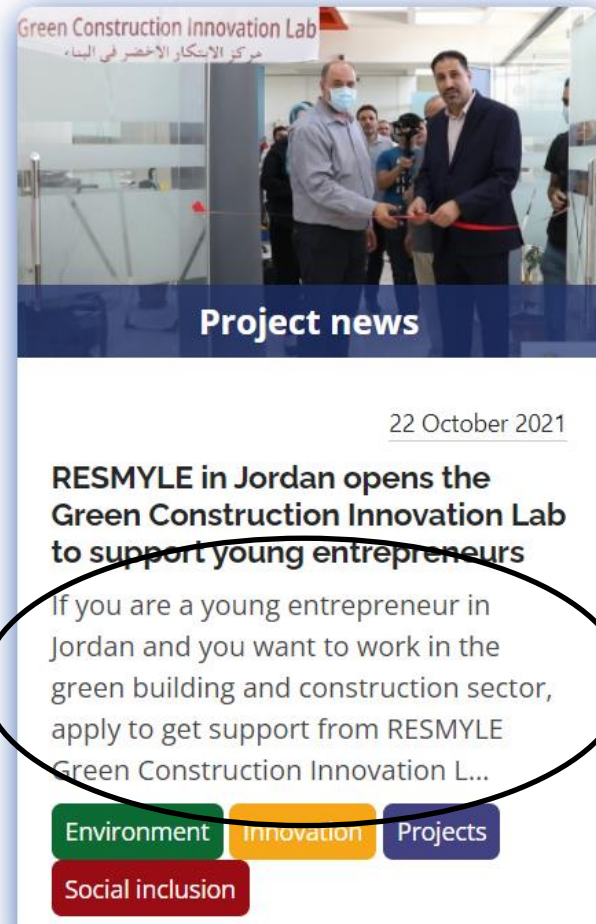 Green Construction Innovation Lab
مركز الابتكار الأخضر في البناء
Project news
22 October 2021
RESMYLE in Jordan opens the
Green Construction Innovation Lab
to support young entrepreneurs
If you are a young entrepreneur in
Jordan and you want to work in the
green building and construction sector,
apply to get support from RESMYLE
Green Construction Innovation L...
Environment Innovation Projects
Social inclusion